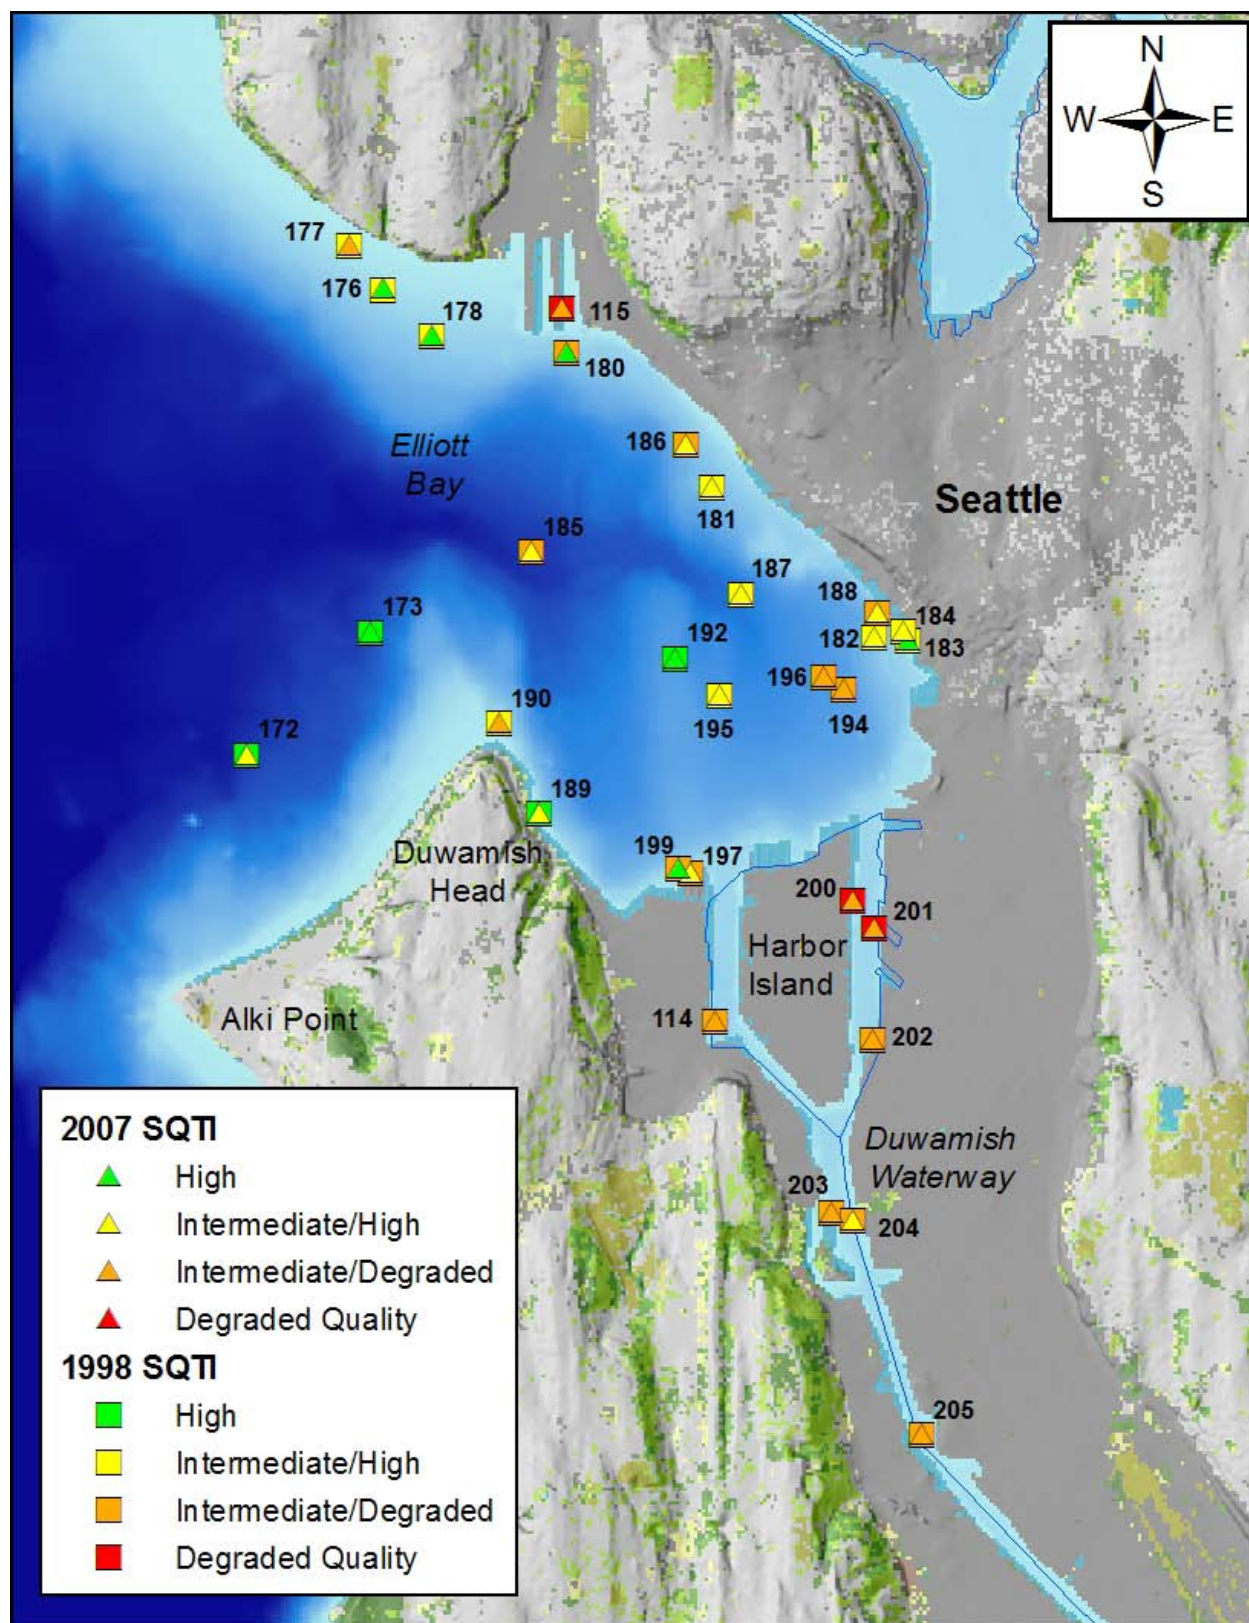 N
W E
S
177
176
178
115
180
Elliott
Bay
186
181
Seattle
185
187
173
188
184
192
182
183
196
190
195
194
172
189
Duwamish
Head
199
197
200
201
Harbor
Island
Alki Point
114
202
2007 SQTI
High
Intermediate/High
Intermediate/Degraded
Degraded Quality
1998 SQTI
High
Intermediate/High
Intermediate/Degraded
Degraded Quality
Duwamish
Waterway
203
204
205